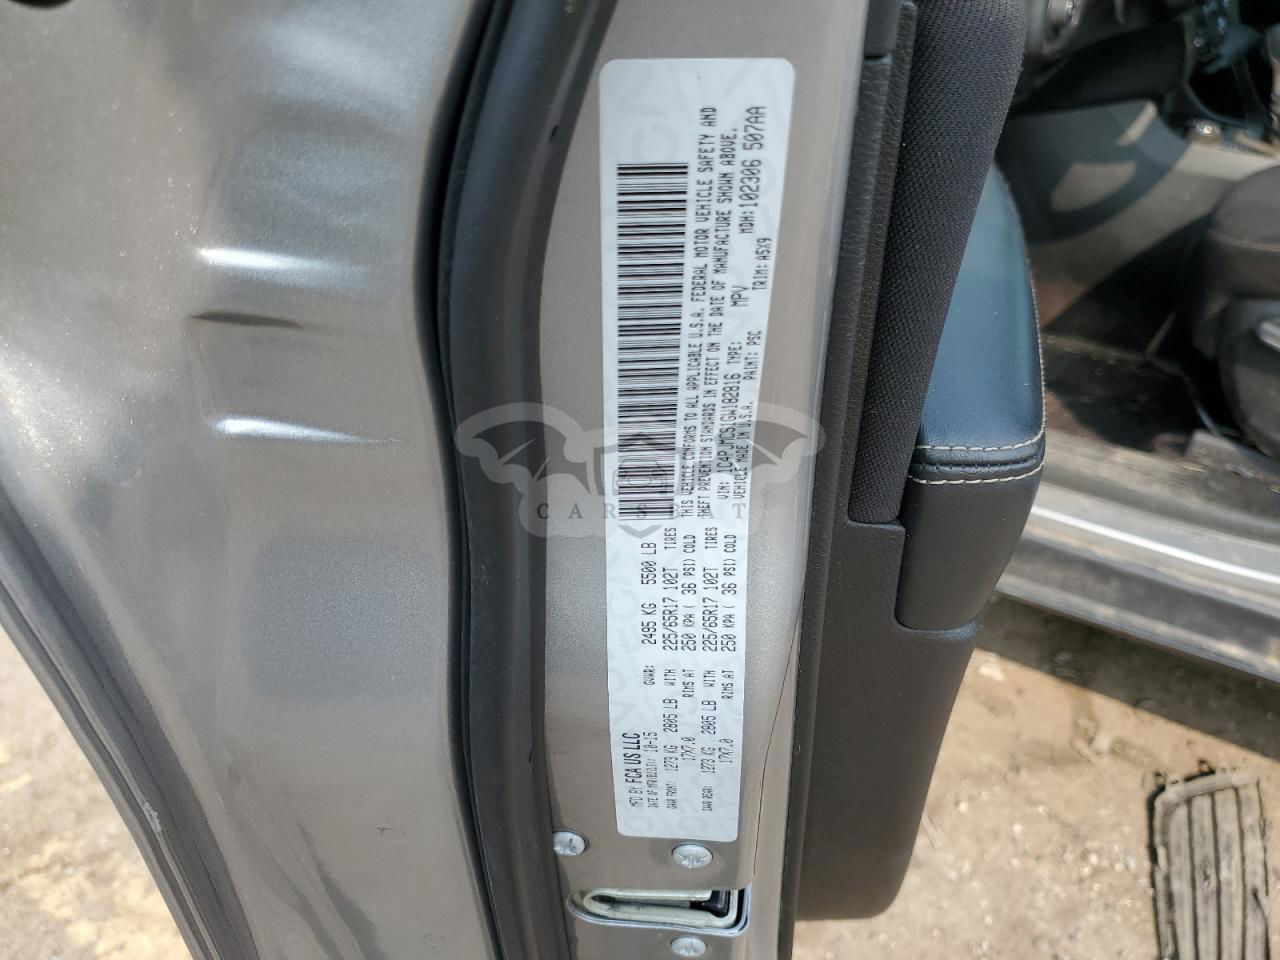 MFD BY FCA US LLC
DATE OF MFR 10-15 GVWR: 2495 KG 5500 LB
GAWR FRONT: 1273 KG 2805 LB WITH 225/65R17 102T TIRES
17X7.0 RIMS AT 250 KPA ( 36 PSI) COLD
GAWR REAR: 1273 KG 2805 LB WITH 225/65R17 102T TIRES
17X7.0 RIMS AT 250 KPA ( 36 PSI) COLD
THIS VEHICLE CONFORMS TO ALL APPLICABLE U.S.A. FEDERAL MOTOR VEHICLE SAFETY AND
THEFT PREVENTION STANDARDS IN EFFECT ON THE DATE OF MANUFACTURE SHOWN ABOVE.
VIN: 1C4PJMCS1GW182816 TYPE: MPV MDH:102306 507AA
VEHICLE MADE IN U.S.A. PAINT: PSC TRIM: A5X9